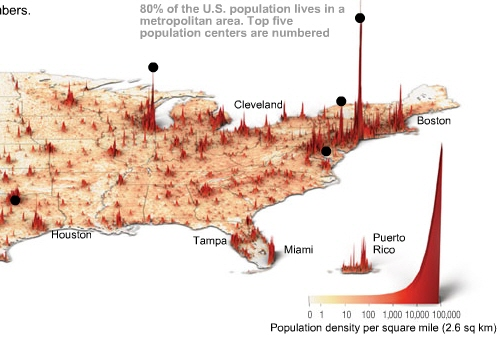 nbers.
80% of the U.S. population lives in a
metropolitan area. Top five
population centers are numbered
Cleveland
Boston
Houston
Tampa
Miami
Puerto
Rico
0 1 10 100 1,000 10,000 100,000
Population density per square mile (2.6 sq km)